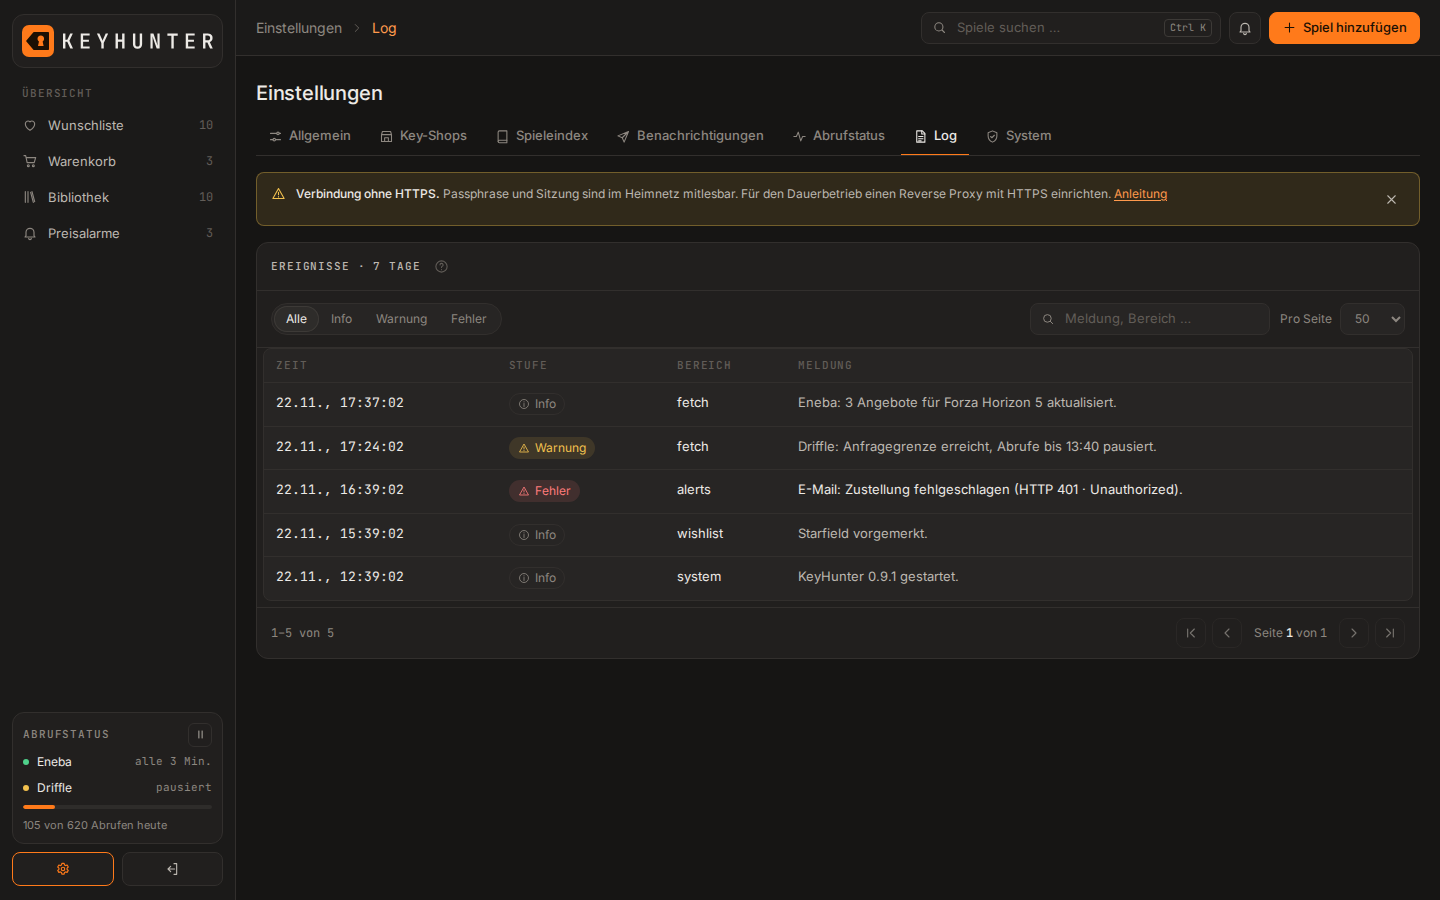 KEYHUNTER
Einstellungen > Log
Spiele suchen …
Ctrl K
Spiel hinzufügen
ÜBERSICHT
Wunschliste 10
Warenkorb 3
Bibliothek 10
Preisalarme 3
Einstellungen
Allgemein Key-Shops Spieleindex Benachrichtigungen Abrufstatus Log System
Verbindung ohne HTTPS. Passphrase und Sitzung sind im Heimnetz mitlesbar. Für den Dauerbetrieb einen Reverse Proxy mit HTTPS einrichten. Anleitung
EREIGNISSE · 7 TAGE
Alle Info Warnung Fehler
Meldung, Bereich …
Pro Seite 50
ZEIT STUFE BEREICH MELDUNG
22.11., 17:37:02 Info fetch Eneba: 3 Angebote für Forza Horizon 5 aktualisiert.
22.11., 17:24:02 Warnung fetch Driffle: Anfragegrenze erreicht, Abrufe bis 13:40 pausiert.
22.11., 16:39:02 Fehler alerts E-Mail: Zustellung fehlgeschlagen (HTTP 401 · Unauthorized).
22.11., 15:39:02 Info wishlist Starfield vorgemerkt.
22.11., 12:39:02 Info system KeyHunter 0.9.1 gestartet.
1–5 von 5
Seite 1 von 1
ABRUFSTATUS
Eneba alle 3 Min.
Driffle pausiert
105 von 620 Abrufen heute